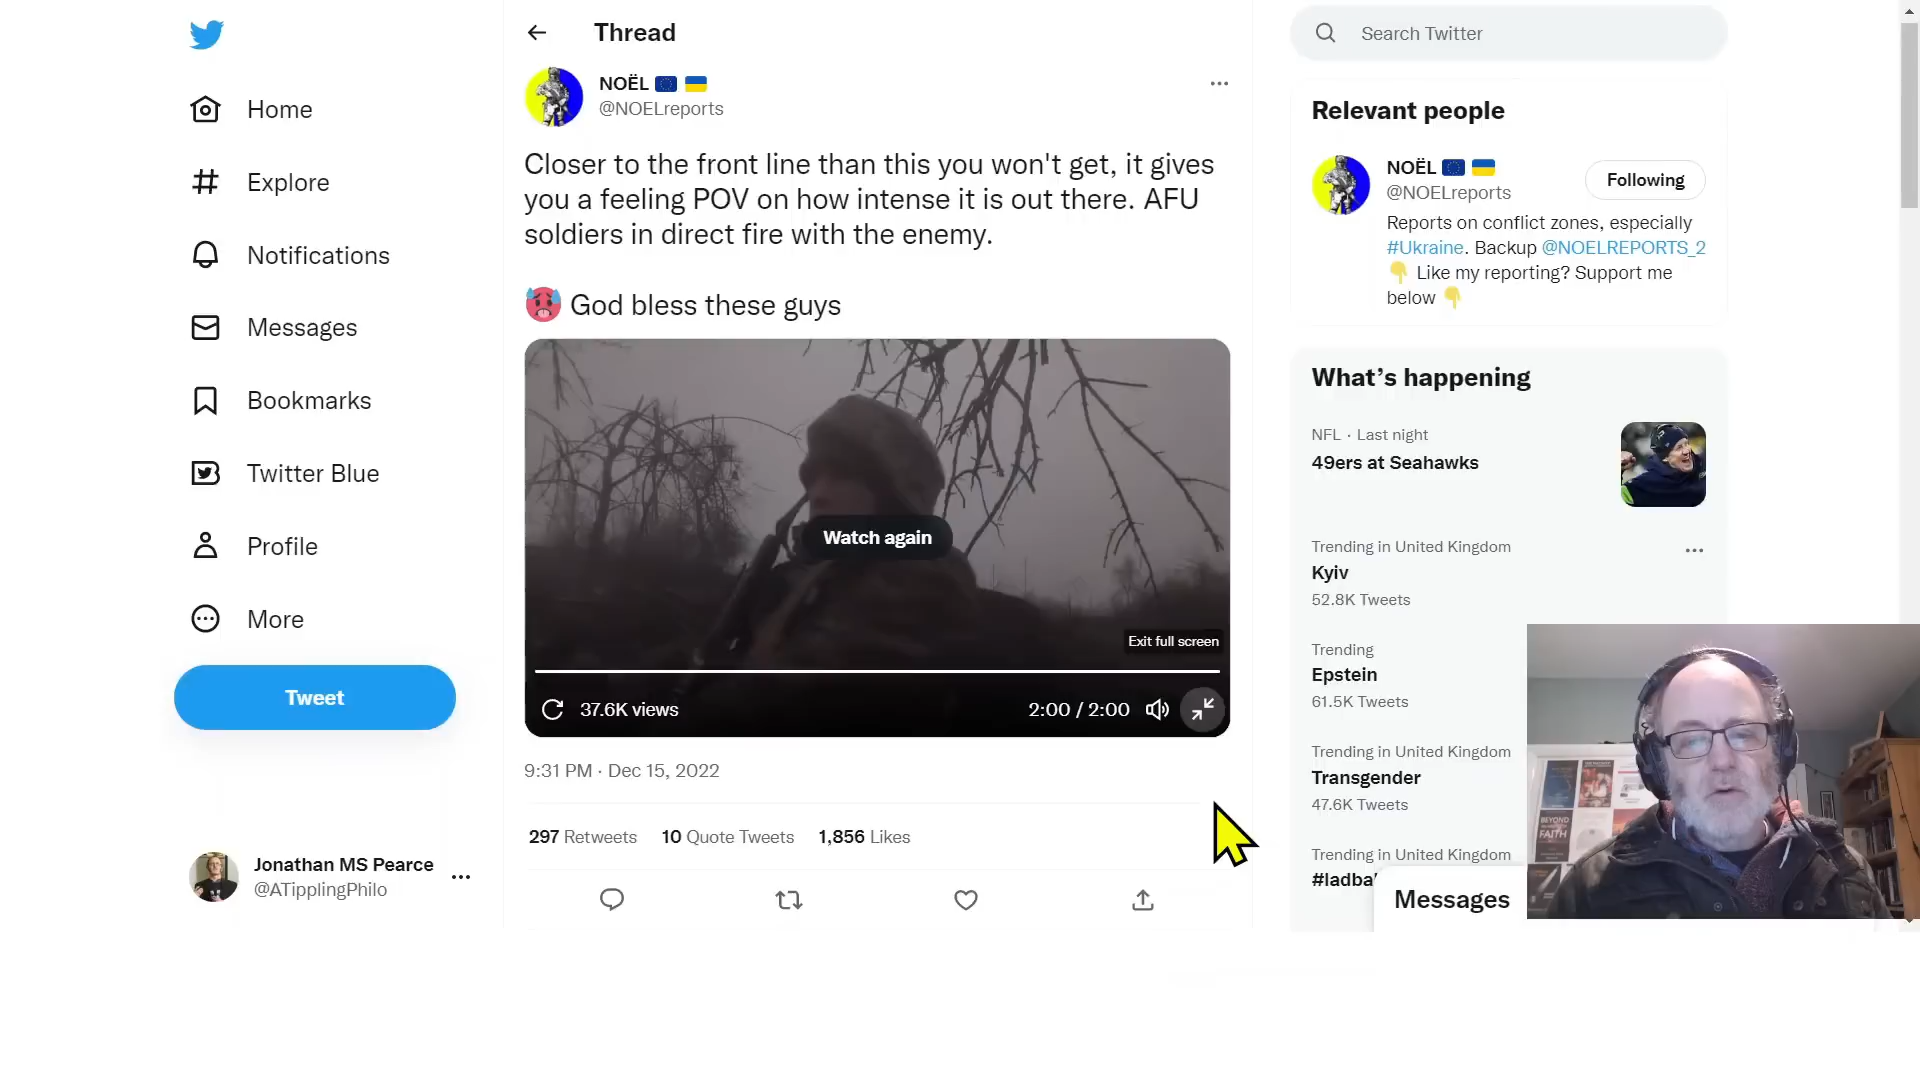 Home
Explore
Notifications
Messages
Bookmarks
Twitter Blue
Profile
More
Tweet
Jonathan MS Pearce
@ATipplingPhilo
Thread
NOËL
@NOELreports
Closer to the front line than this you won't get, it gives
you a feeling POV on how intense it is out there. AFU
soldiers in direct fire with the enemy.
God bless these guys
Watch again
Exit full screen
37.6K views
2:00 / 2:00
9:31 PM · Dec 15, 2022
297 Retweets 10 Quote Tweets 1,856 Likes
Search Twitter
Relevant people
NOËL
@NOELreports
Following
Reports on conflict zones, especially
#Ukraine. Backup @NOELREPORTS_2
Like my reporting? Support me
below
What's happening
NFL · Last night
49ers at Seahawks
Trending in United Kingdom
Kyiv
52.8K Tweets
Trending
Epstein
61.5K Tweets
Trending in United Kingdom
Transgender
47.6K Tweets
Trending in United Kingdom
#ladba
Messages
BEYOND
FAITH